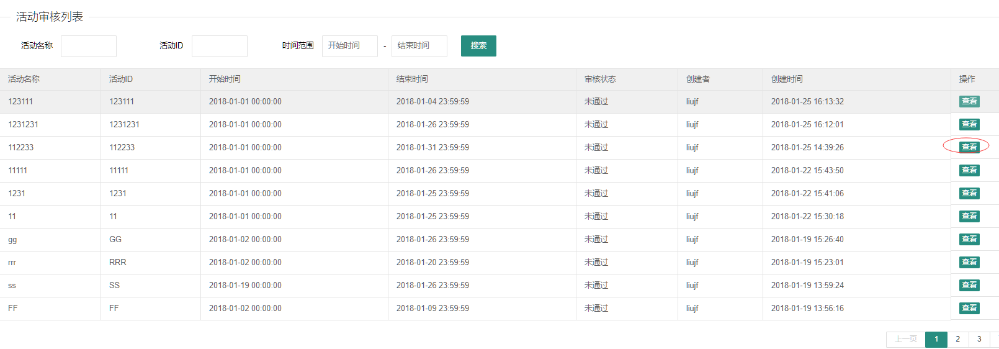 活动审核列表
活动名称 活动ID 时间范围 开始时间 - 结束时间 搜索
活动名称 活动ID 开始时间 结束时间 审核状态 创建者 创建时间 操作
123111 123111 2018-01-01 00:00:00 2018-01-04 23:59:59 未通过 liujf 2018-01-25 16:13:32 查看
1231231 1231231 2018-01-01 00:00:00 2018-01-26 23:59:59 未通过 liujf 2018-01-25 16:12:01 查看
112233 112233 2018-01-01 00:00:00 2018-01-31 23:59:59 未通过 liujf 2018-01-25 14:39:26 查看
11111 11111 2018-01-01 00:00:00 2018-01-26 23:59:59 未通过 liujf 2018-01-22 15:43:50 查看
1231 1231 2018-01-01 00:00:00 2018-01-25 23:59:59 未通过 liujf 2018-01-22 15:41:06 查看
11 11 2018-01-01 00:00:00 2018-01-25 23:59:59 未通过 liujf 2018-01-22 15:30:18 查看
gg GG 2018-01-02 00:00:00 2018-01-26 23:59:59 未通过 liujf 2018-01-19 15:26:40 查看
rrr RRR 2018-01-02 00:00:00 2018-01-20 23:59:59 未通过 liujf 2018-01-19 15:23:01 查看
ss SS 2018-01-19 00:00:00 2018-01-26 23:59:59 未通过 liujf 2018-01-19 13:59:24 查看
FF FF 2018-01-02 00:00:00 2018-01-09 23:59:59 未通过 liujf 2018-01-19 13:56:16 查看
上一页 1 2 3